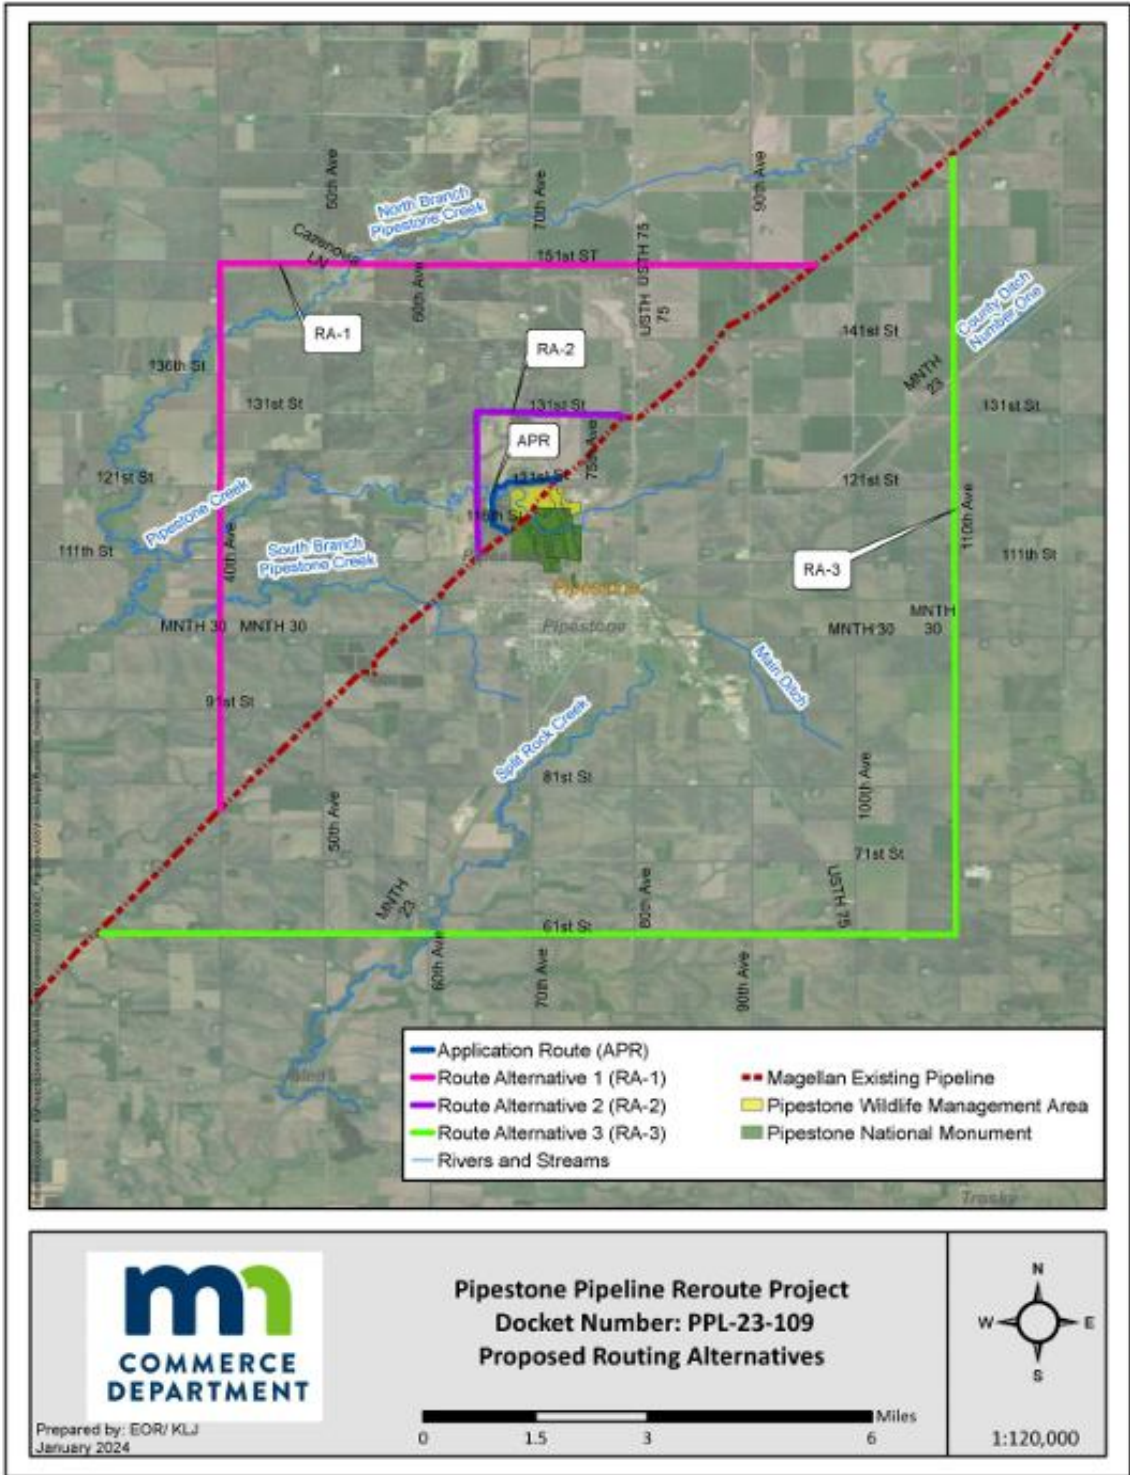 50th Ave
North Branch
Pipestone Creek
70th Ave
90th Ave
Cazenovia
LN
151st ST
USTH 75
60th Ave
USTH
75
County Ditch
Number One
RA-1
RA-2
141st St
136th St
MNTH
23
131st St
131st St
131st St
APR
75th Ave
121st St
121st St
121st St
Pipestone Creek
116th St
110th Ave
111th St
South Branch
Pipestone Creek
40th Ave
111th St
RA-3
Pipestone
MNTH 30
MNTH 30
Pipestone
MNTH 30
MNTH
30
Main Ditch
91st St
Split Rock Creek
81st St
50th Ave
100th Ave
71st St
MNTH
23
80th Ave
USTH 75
61st St
60th Ave
70th Ave
90th Ave
Trosky
Application Route (APR)
Route Alternative 1 (RA-1)
Route Alternative 2 (RA-2)
Route Alternative 3 (RA-3)
Rivers and Streams
Magellan Existing Pipeline
Pipestone Wildlife Management Area
Pipestone National Monument
mn
COMMERCE
DEPARTMENT
Prepared by: EOR/ KLJ
January 2024
Pipestone Pipeline Reroute Project
Docket Number: PPL-23-109
Proposed Routing Alternatives
Miles
0 1.5 3 6
N
W E
S
1:120,000